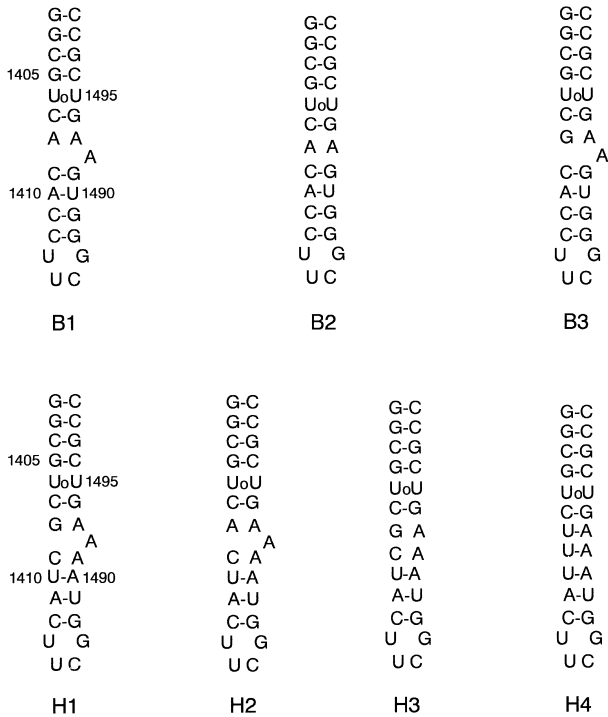 G-C
G-C
C-G
1405 G-C
UoU 1495
C-G
A A
A
C-G
1410 A-U 1490
C-G
C-G
U G
U C
B1
G-C
G-C
C-G
G-C
UoU
C-G
A A
C-G
A-U
C-G
C-G
U G
U C
B2
G-C
G-C
C-G
G-C
UoU
C-G
G A
A
C-G
A-U
C-G
C-G
U G
U C
B3
G-C
G-C
C-G
1405 G-C
UoU 1495
C-G
G A
A
C A
1410 U-A 1490
A-U
C-G
U G
U C
H1
G-C
G-C
C-G
G-C
UoU
C-G
A A
A
C A
U-A
A-U
C-G
U G
U C
H2
G-C
G-C
C-G
G-C
UoU
C-G
G A
C A
U-A
A-U
C-G
U G
U C
H3
G-C
G-C
C-G
G-C
UoU
C-G
U-A
U-A
U-A
A-U
C-G
U G
U C
H4